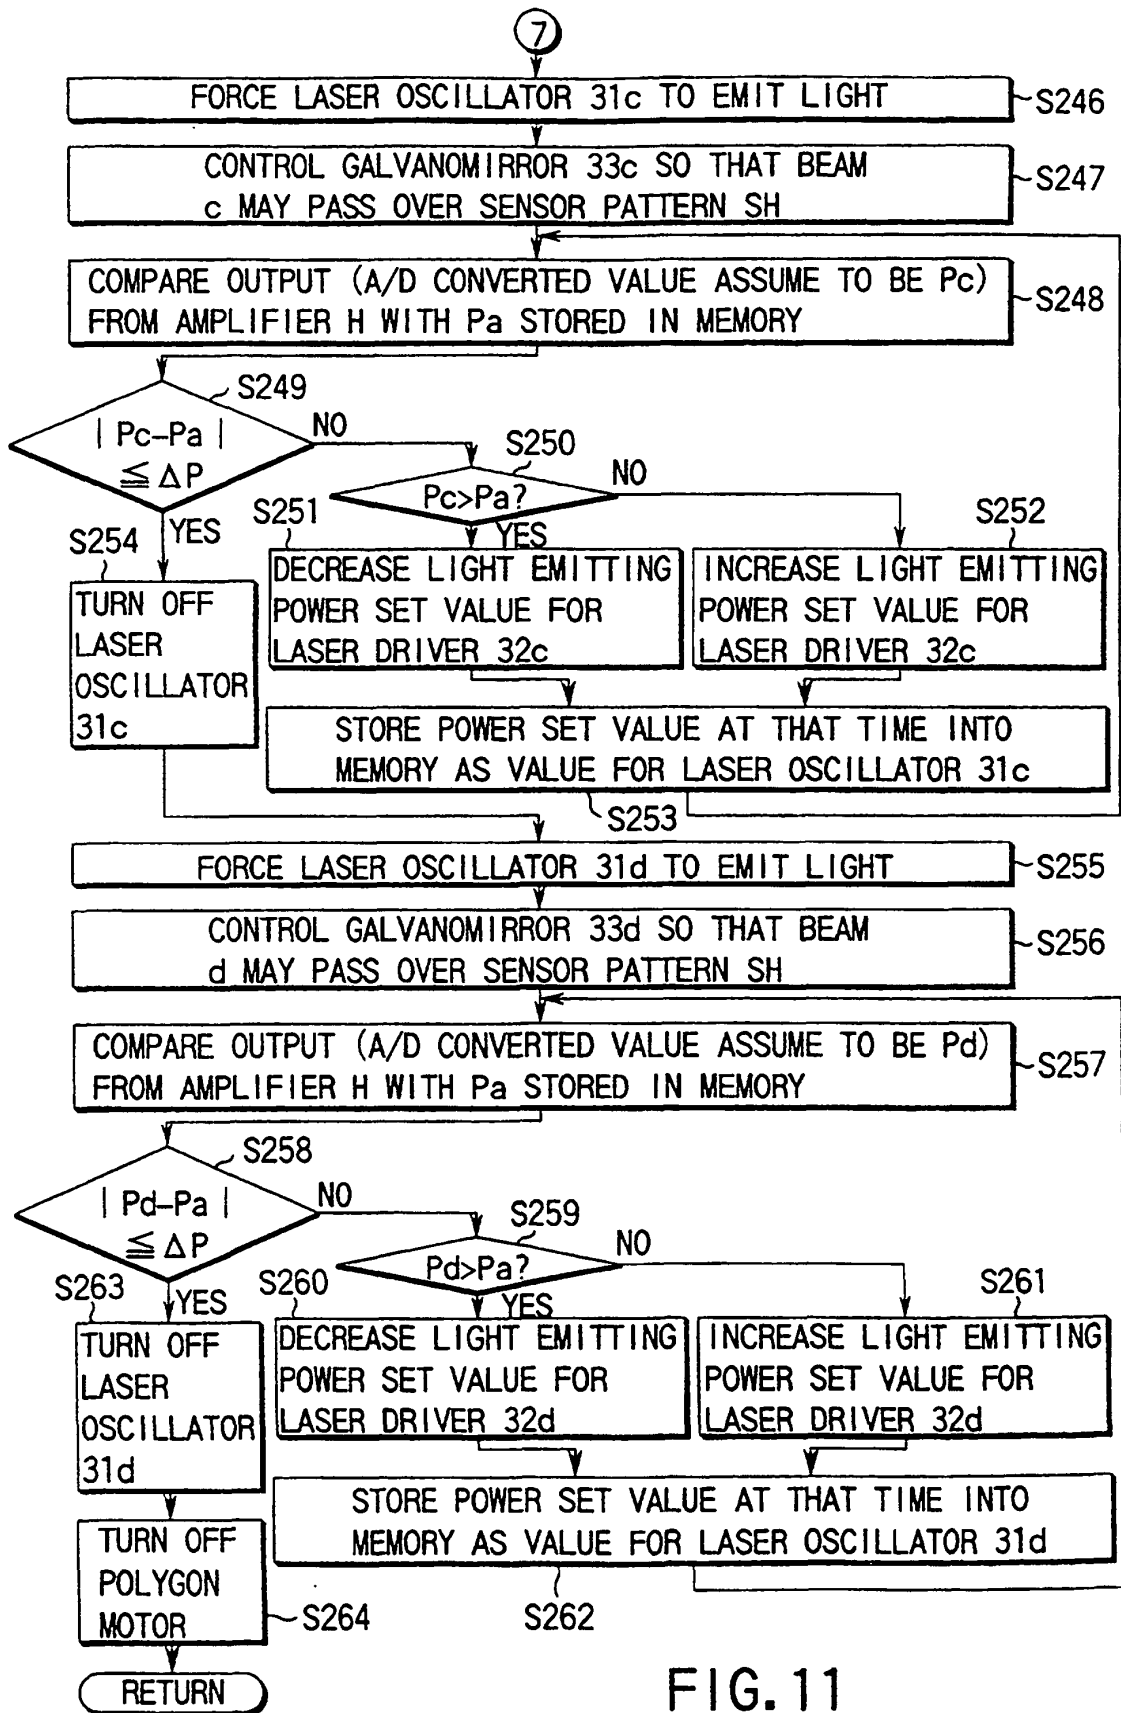 7
FORCE LASER OSCILLATOR 31c TO EMIT LIGHT
S246
CONTROL GALVANOMIRROR 33c SO THAT BEAM
c MAY PASS OVER SENSOR PATTERN SH
S247
COMPARE OUTPUT (A/D CONVERTED VALUE ASSUME TO BE Pc)
FROM AMPLIFIER H WITH Pa STORED IN MEMORY
S248
S249
| Pc-Pa |
≦ ΔP
NO
YES
S250
Pc>Pa?
NO
YES
S251
DECREASE LIGHT EMITTING
POWER SET VALUE FOR
LASER DRIVER 32c
S252
INCREASE LIGHT EMITTING
POWER SET VALUE FOR
LASER DRIVER 32c
S254
TURN OFF
LASER
OSCILLATOR
31c
STORE POWER SET VALUE AT THAT TIME INTO
MEMORY AS VALUE FOR LASER OSCILLATOR 31c
S253
FORCE LASER OSCILLATOR 31d TO EMIT LIGHT
S255
CONTROL GALVANOMIRROR 33d SO THAT BEAM
d MAY PASS OVER SENSOR PATTERN SH
S256
COMPARE OUTPUT (A/D CONVERTED VALUE ASSUME TO BE Pd)
FROM AMPLIFIER H WITH Pa STORED IN MEMORY
S257
S258
| Pd-Pa |
≦ ΔP
NO
YES
S259
Pd>Pa?
NO
YES
S260
DECREASE LIGHT EMITTING
POWER SET VALUE FOR
LASER DRIVER 32d
S261
INCREASE LIGHT EMITTING
POWER SET VALUE FOR
LASER DRIVER 32d
S263
TURN OFF
LASER
OSCILLATOR
31d
STORE POWER SET VALUE AT THAT TIME INTO
MEMORY AS VALUE FOR LASER OSCILLATOR 31d
S262
TURN OFF
POLYGON
MOTOR
S264
RETURN
FIG. 11